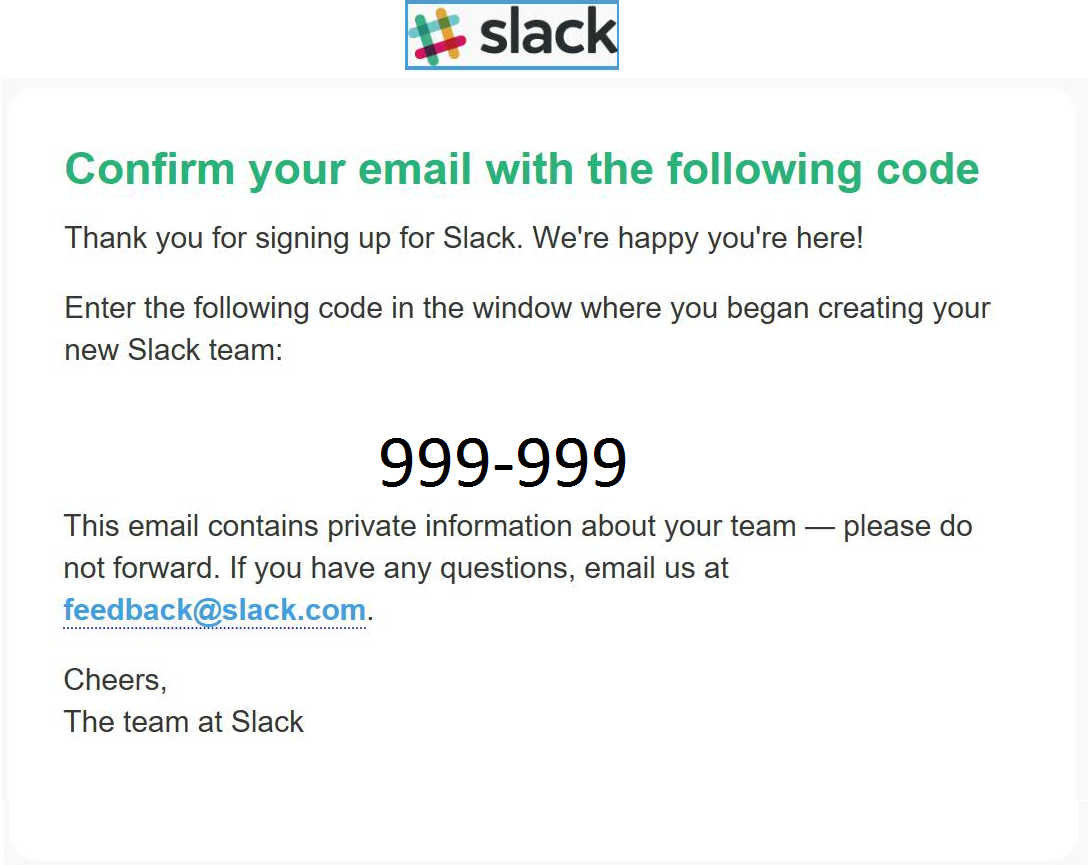 slack
Confirm your email with the following code
Thank you for signing up for Slack. We're happy you're here!
Enter the following code in the window where you began creating your
new Slack team:
999-999
This email contains private information about your team — please do
not forward. If you have any questions, email us at
feedback@slack.com.
Cheers,
The team at Slack